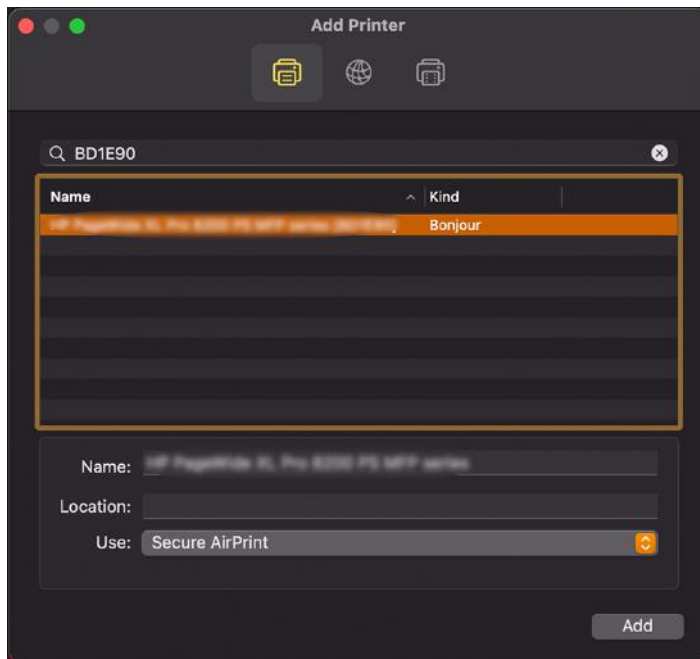 Add Printer
BD1E90
Name Kind
Bonjour
Name:
Location:
Use: Secure AirPrint
Add